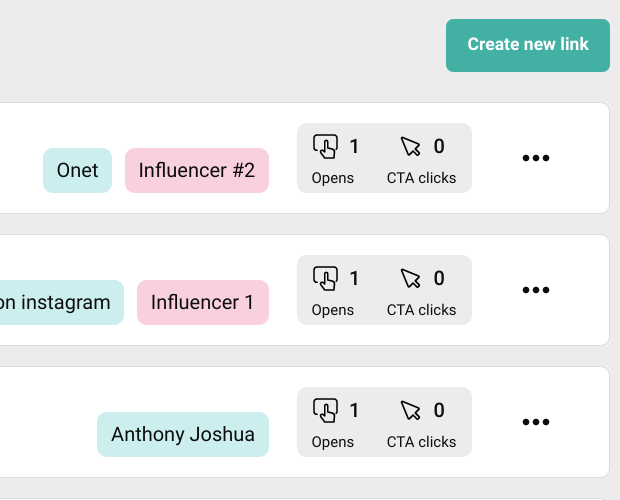 Create new link
Onet Influencer #2 1 0
Opens CTA clicks
on instagram Influencer 1 1 0
Opens CTA clicks
Anthony Joshua 1 0
Opens CTA clicks